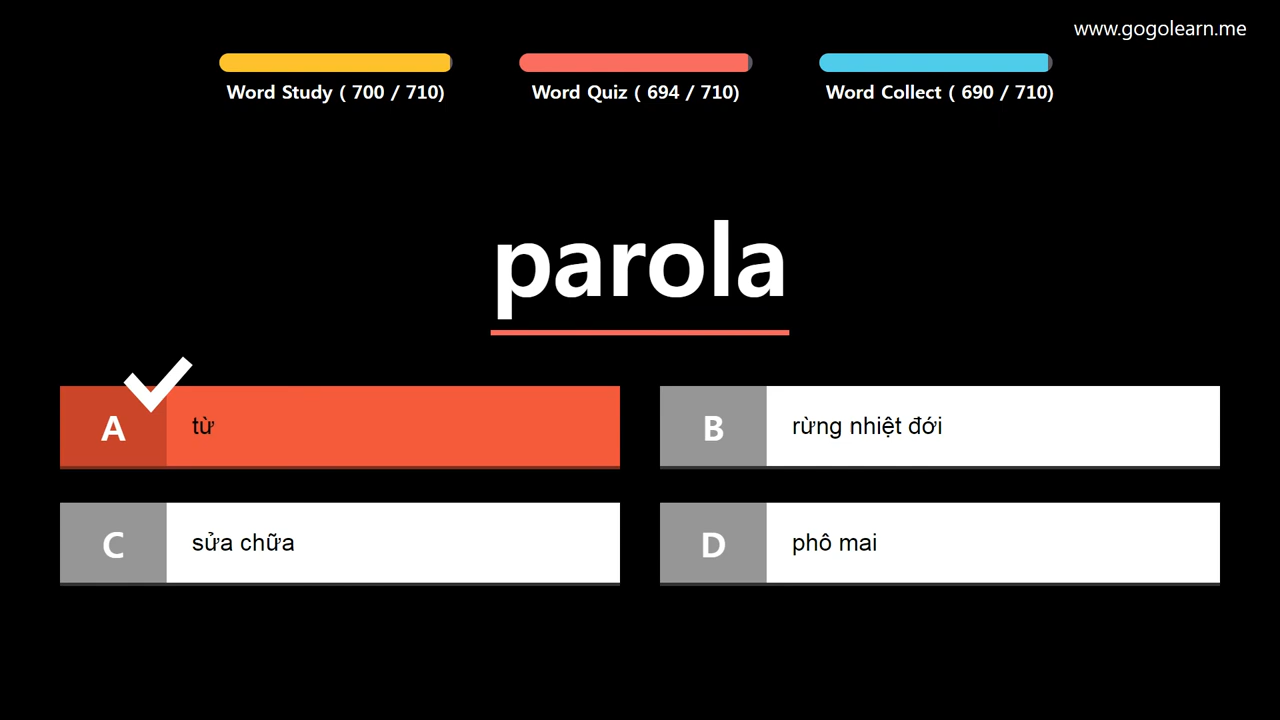 www.gogolearn.me
Word Study ( 700 / 710)
Word Quiz ( 694 / 710)
Word Collect ( 690 / 710)
parola
A
từ
B
rừng nhiệt đới
C
sửa chữa
D
phô mai